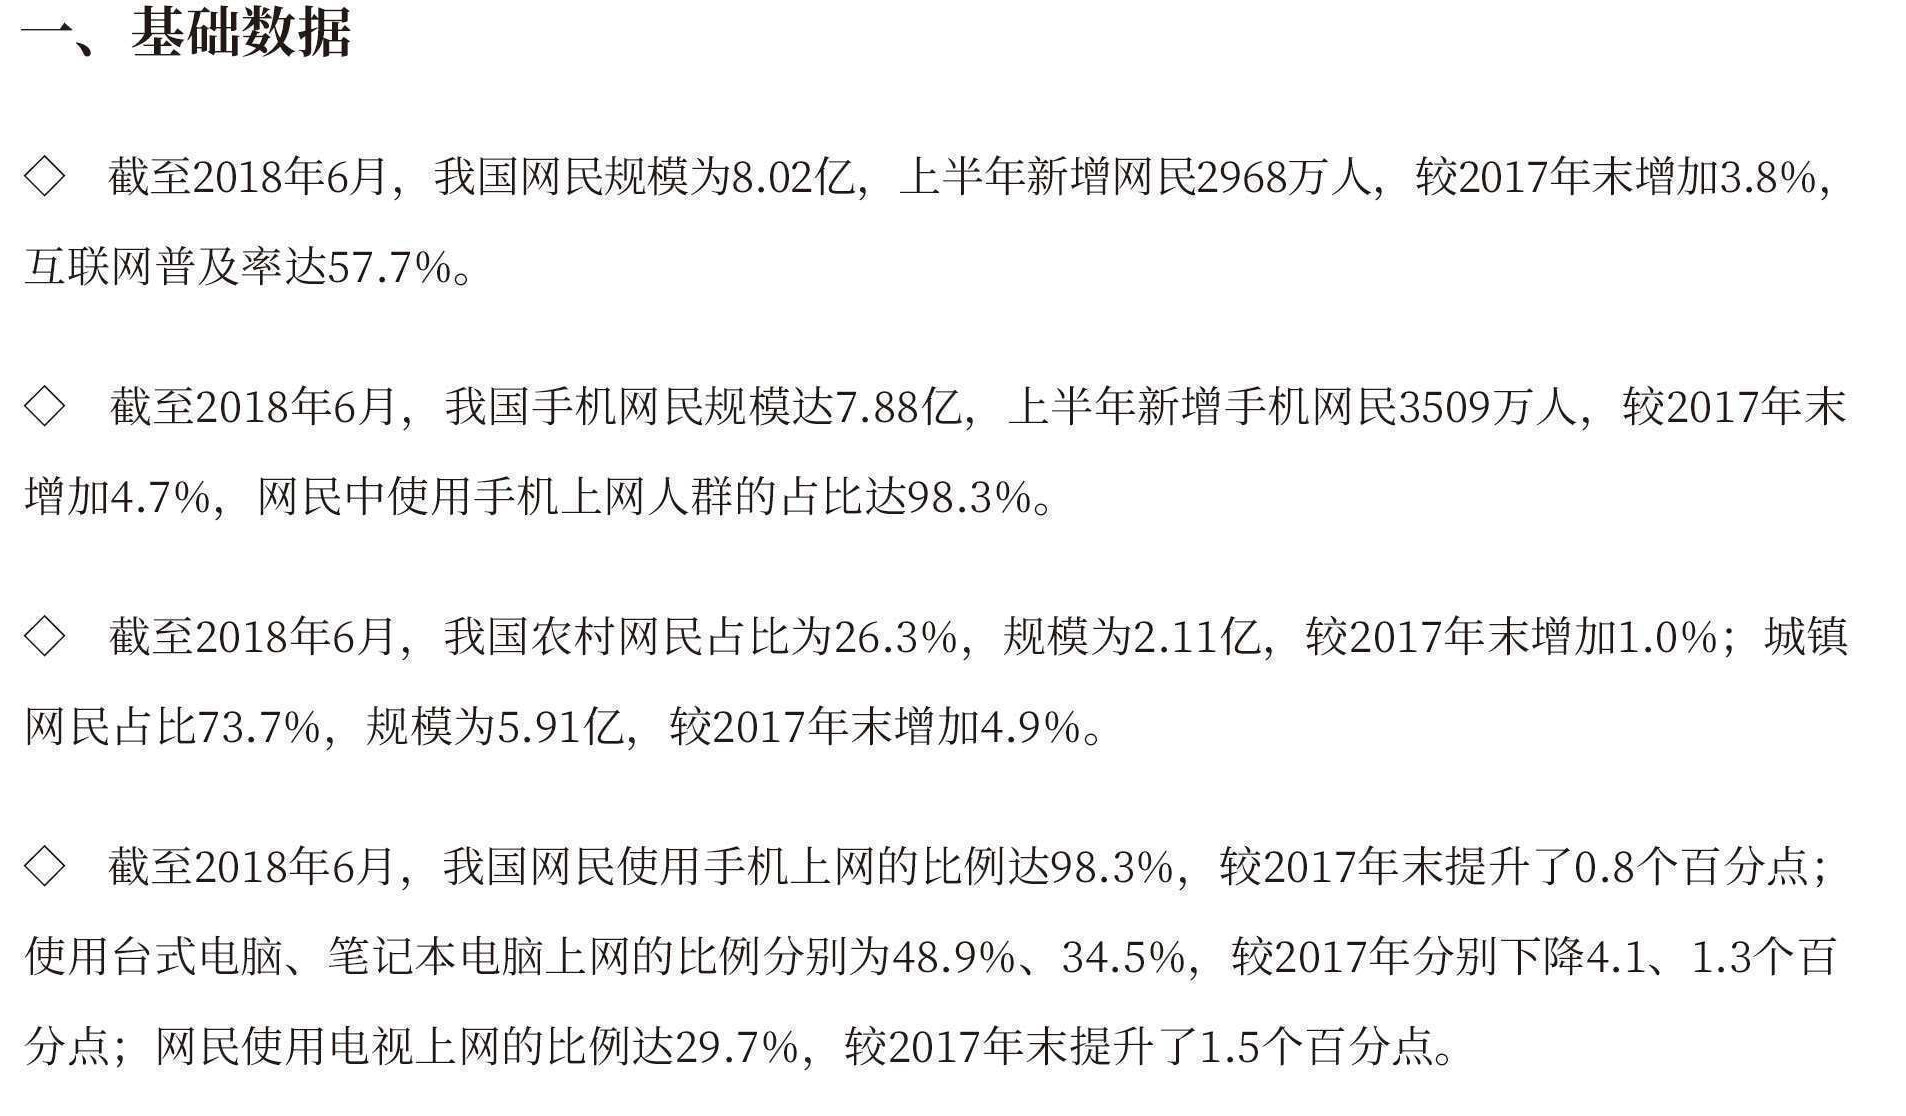 一、基础数据
◇ 截至2018年6月，我国网民规模为8.02亿，上半年新增网民2968万人，较2017年末增加3.8%，
互联网普及率达57.7%。
◇ 截至2018年6月，我国手机网民规模达7.88亿，上半年新增手机网民3509万人，较2017年末
增加4.7%，网民中使用手机上网人群的占比达98.3%。
◇ 截至2018年6月，我国农村网民占比为26.3%，规模为2.11亿，较2017年末增加1.0%；城镇
网民占比73.7%，规模为5.91亿，较2017年末增加4.9%。
◇ 截至2018年6月，我国网民使用手机上网的比例达98.3%，较2017年末提升了0.8个百分点；
使用台式电脑、笔记本电脑上网的比例分别为48.9%、34.5%，较2017年分别下降4.1、1.3个百
分点；网民使用电视上网的比例达29.7%，较2017年末提升了1.5个百分点。